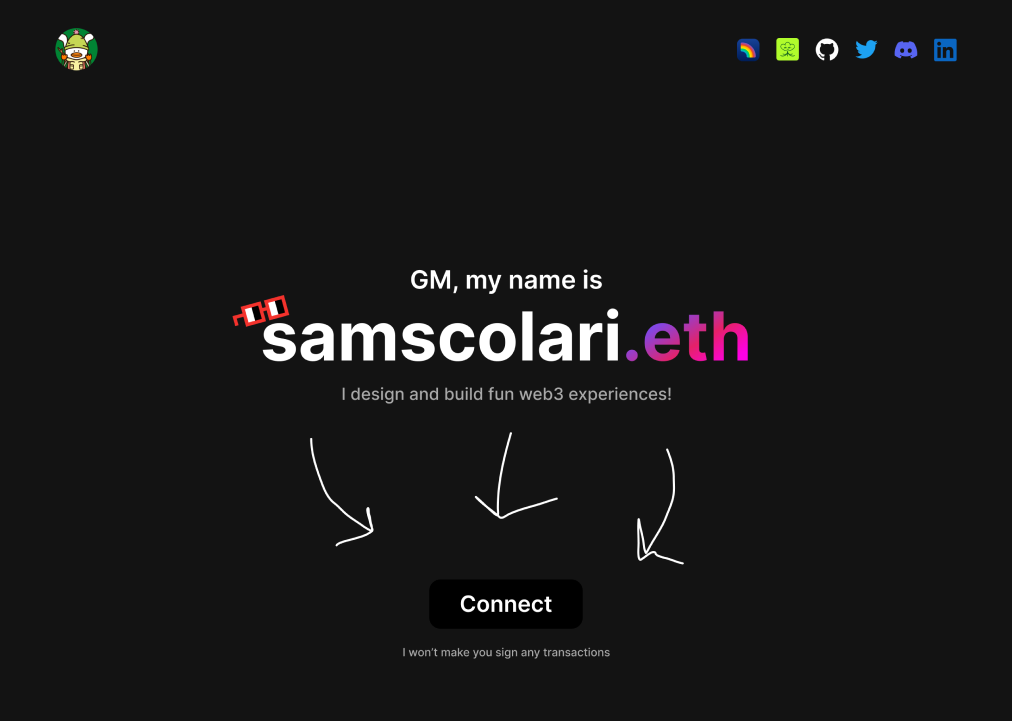 GM, my name is
samscolari.eth
I design and build fun web3 experiences!
Connect
I won't make you sign any transactions